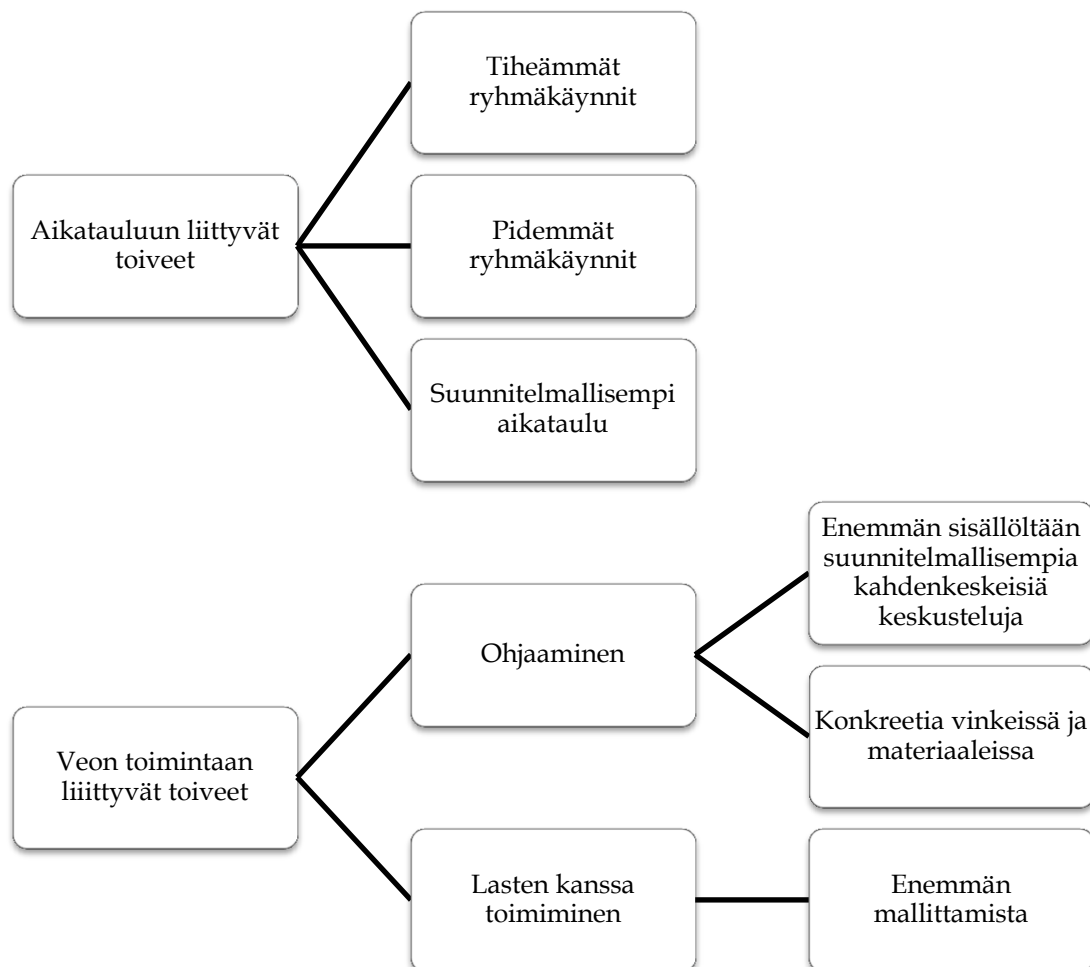 Tiheämmät
ryhmäkäynnit
Aikatauluun liittyvät
toiveet
Pidemmät
ryhmäkäynnit
Suunnitelmallisempi
aikataulu
Enemmän sisällöltään
suunnitelmallisempia
kahdenkeskeisiä
keskusteluja
Ohjaaminen
Konkreetia vinkeissä ja
materiaaleissa
Veon toimintaan
liiittyvät toiveet
Lasten kanssa
toimiminen
Enemmän
mallittamista